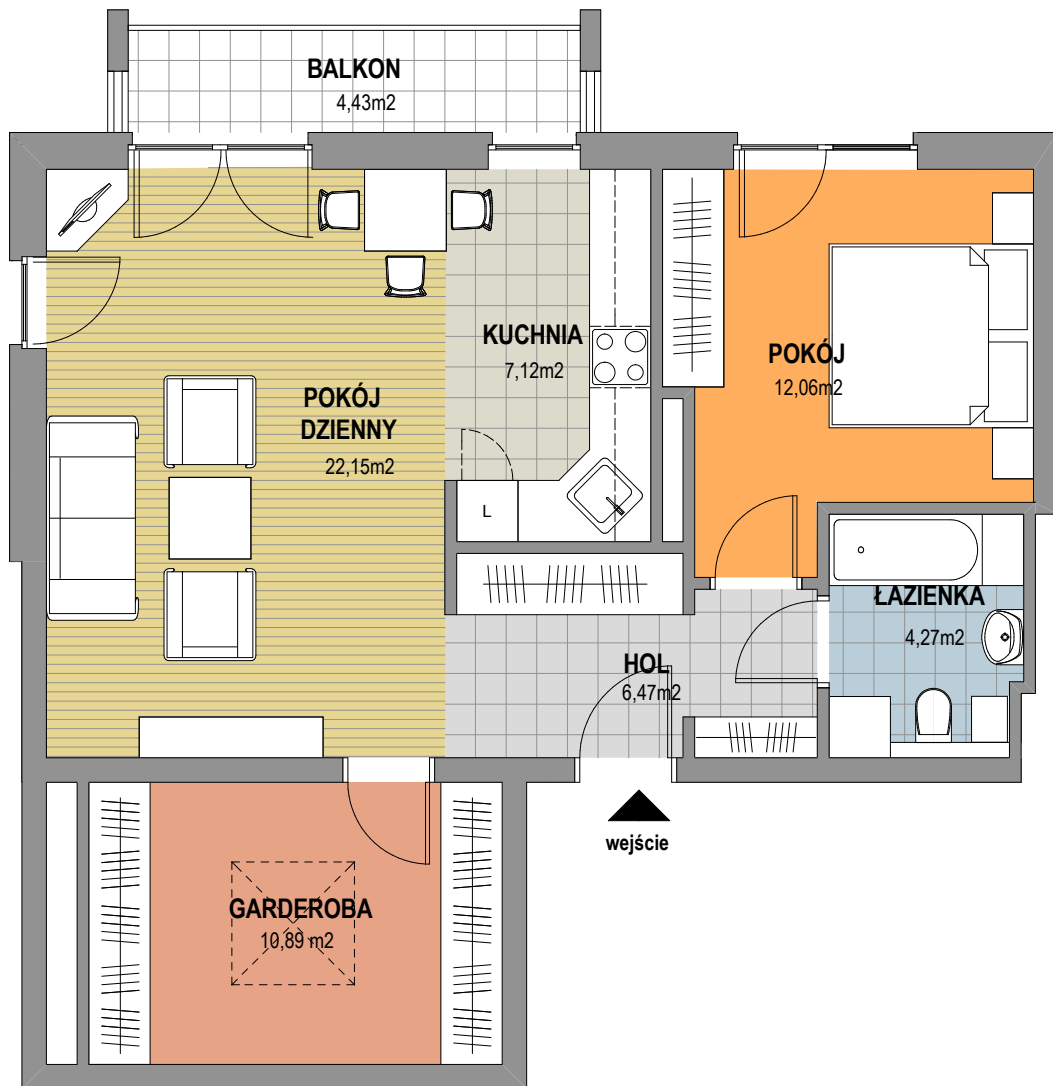 BALKON
4,43m2
KUCHNIA
7,12m2
POKÓJ
12,06m2
POKÓJ
DZIENNY
22,15m2
L
ŁAZIENKA
4,27m2
HOL
6,47m2
wejście
GARDEROBA
10,89 m2